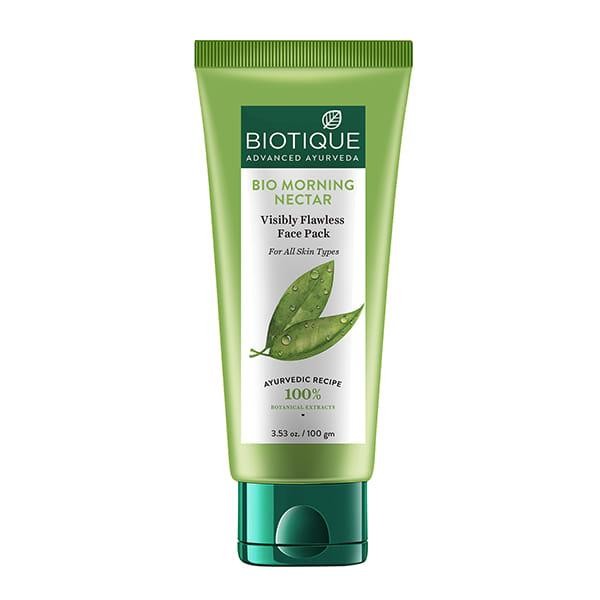 BIOTIQUE
ADVANCED AYURVEDA
BIO MORNING
NECTAR
Visibly Flawless
Face Pack
For All Skin Types
AYURVEDIC RECIPE
100%
BOTANICAL EXTRACTS
3.53 oz. / 100 gm